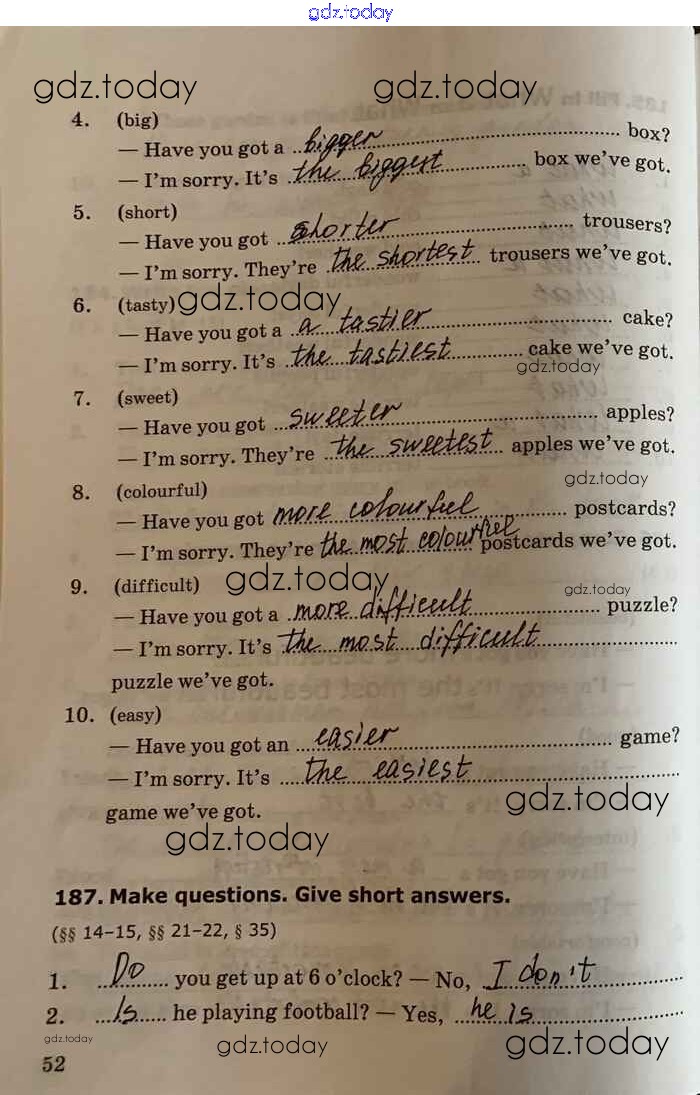 gdz.today
gdz.today gdz.today
4. (big)
— Have you got a bigger box?
— I'm sorry. It's the biggest box we've got.
5. (short)
— Have you got shorter trousers?
— I'm sorry. They're the shortest trousers we've got.
6. (tasty) gdz.today
— Have you got a a tastier cake?
— I'm sorry. It's the tastiest cake we've got.
gdz.today
7. (sweet)
— Have you got sweeter apples?
— I'm sorry. They're the sweetest apples we've got.
gdz.today
8. (colourful)
— Have you got more colourful postcards?
— I'm sorry. They're the most colourful postcards we've got.
9. (difficult) gdz.today gdz.today
— Have you got a more difficult puzzle?
— I'm sorry. It's the most difficult
puzzle we've got.
10. (easy)
— Have you got an easier game?
— I'm sorry. It's the easiest
gdz.today
game we've got.
gdz.today
187. Make questions. Give short answers.
(§§ 14–15, §§ 21–22, § 35)
1. Do you get up at 6 o'clock? — No, I don't
2. Is he playing football? — Yes, he is
gdz.today gdz.today gdz.today
52